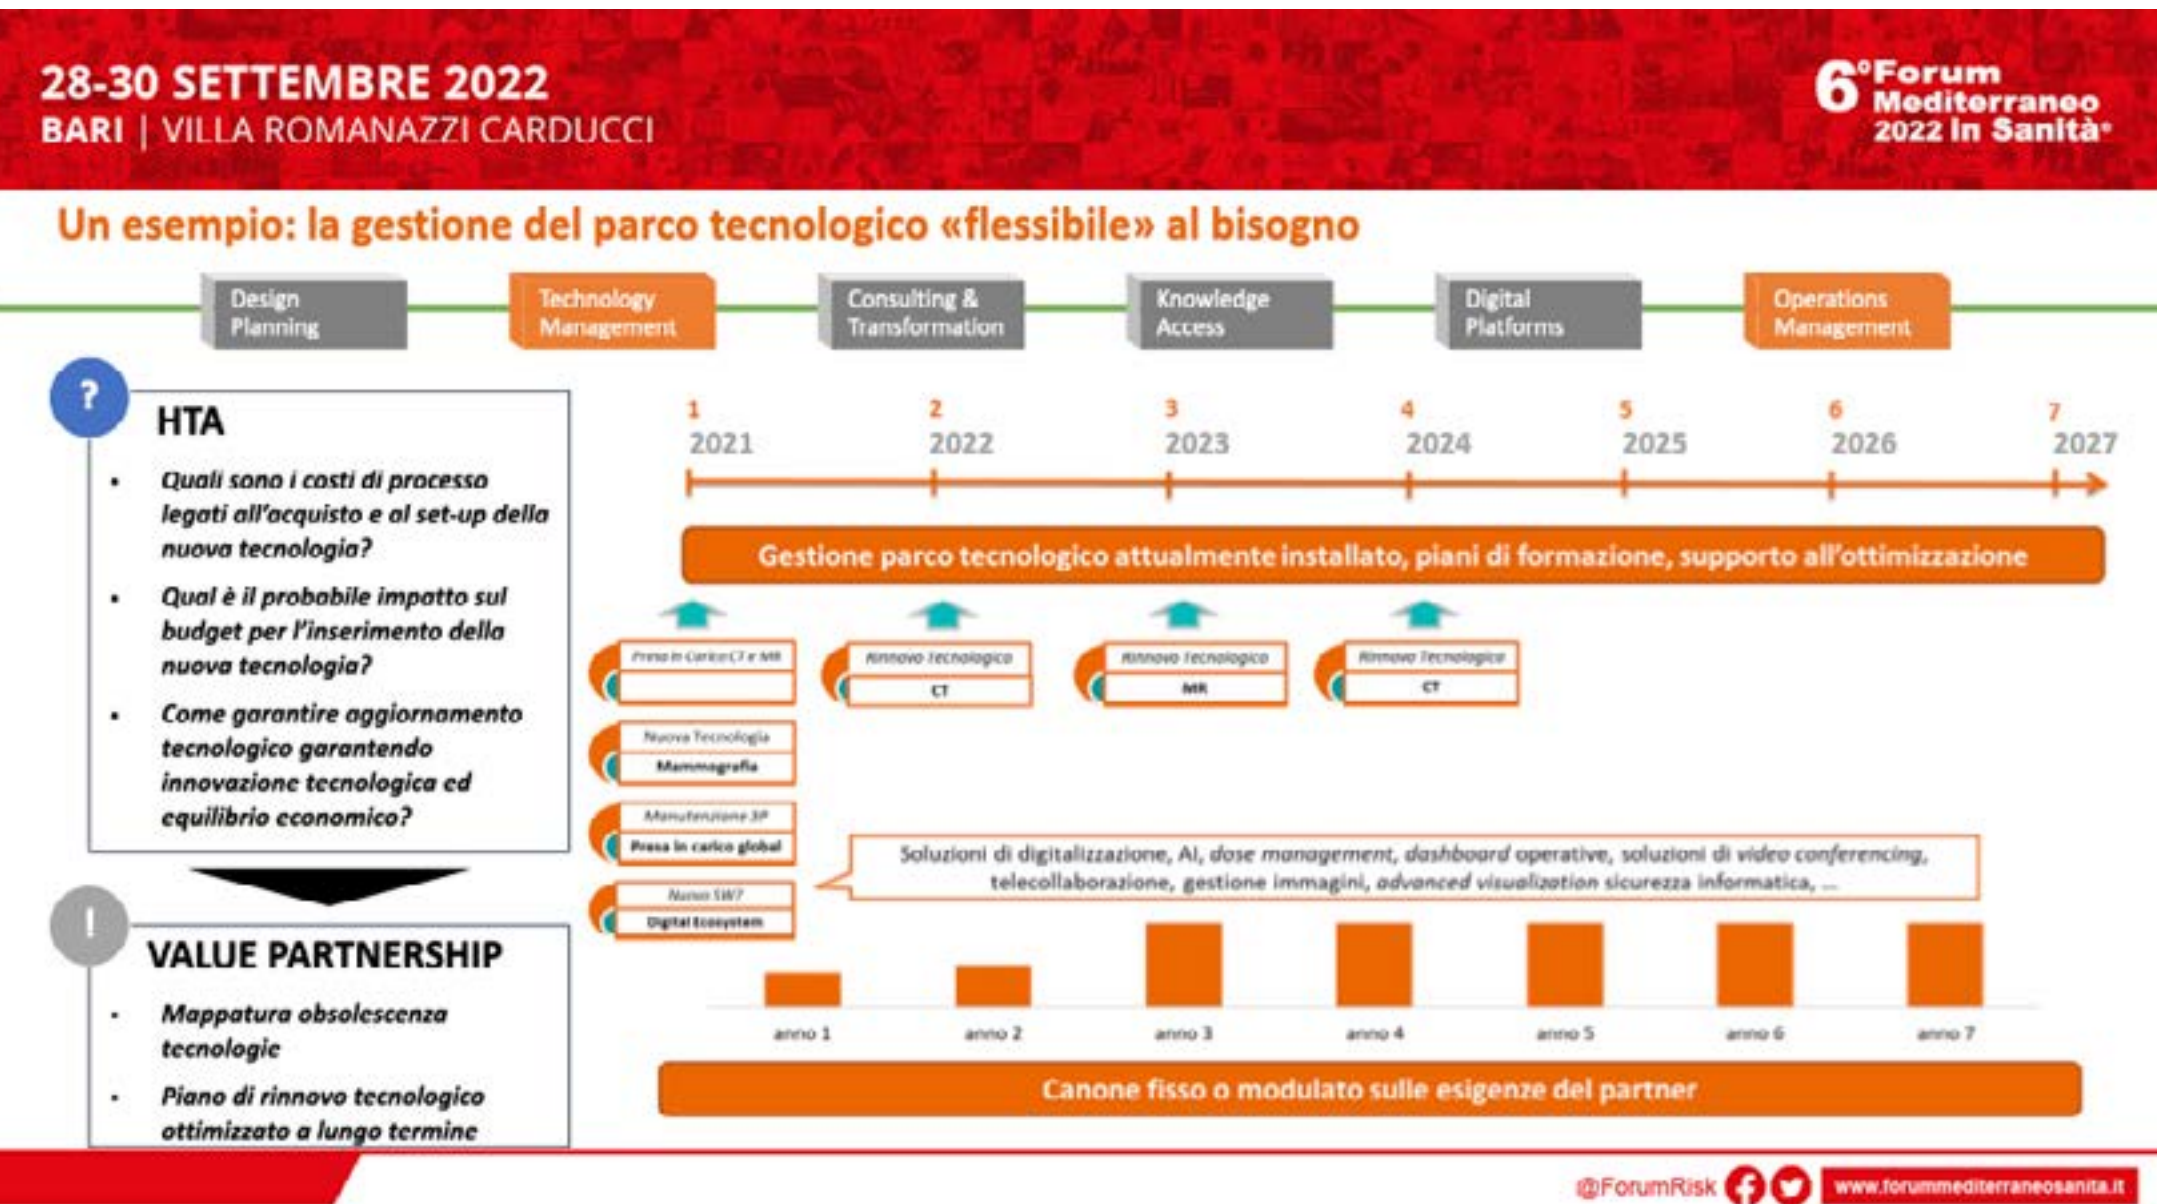 28-30 SETTEMBRE 2022
BARI | VILLA ROMANAZZI CARDUCCI
6° Forum
Mediterraneo
2022 in Sanità
Un esempio: la gestione del parco tecnologico «flessibile» al bisogno
Design
Planning
Technology
Management
Consulting &
Transformation
Knowledge
Access
Digital
Platforms
Operations
Management
?
HTA
• Quali sono i costi di processo
legati all'acquisto e al set-up della
nuova tecnologia?
• Qual è il probabile impatto sul
budget per l'inserimento della
nuova tecnologia?
• Come garantire aggiornamento
tecnologico garantendo
innovazione tecnologica ed
equilibrio economico?
!
VALUE PARTNERSHIP
- Mappatura obsolescenza
tecnologie
- Piano di rinnovo tecnologico
ottimizzato a lungo termine
1 2 3 4 5 6 7
2021 2022 2023 2024 2025 2026 2027
Gestione parco tecnologico attualmente installato, piani di formazione, supporto all'ottimizzazione
Presa in Carico CT e MR
Rinnovo Tecnologico
CT
Rinnovo Tecnologico
MR
Rinnovo Tecnologico
CT
Nuova Tecnologia
Mammografia
Manutenzione 3P
Presa in carico global
Digital Ecosystem
Soluzioni di digitalizzazione, AI, dose management, dashboard operative, soluzioni di video conferencing,
telecollaborazione, gestione immagini, advanced visualization sicurezza informatica, ...
anno 1 anno 2 anno 3 anno 4 anno 5 anno 6 anno 7
Canone fisso o modulato sulle esigenze del partner
@ForumRisk
www.forummediterraneosanita.it